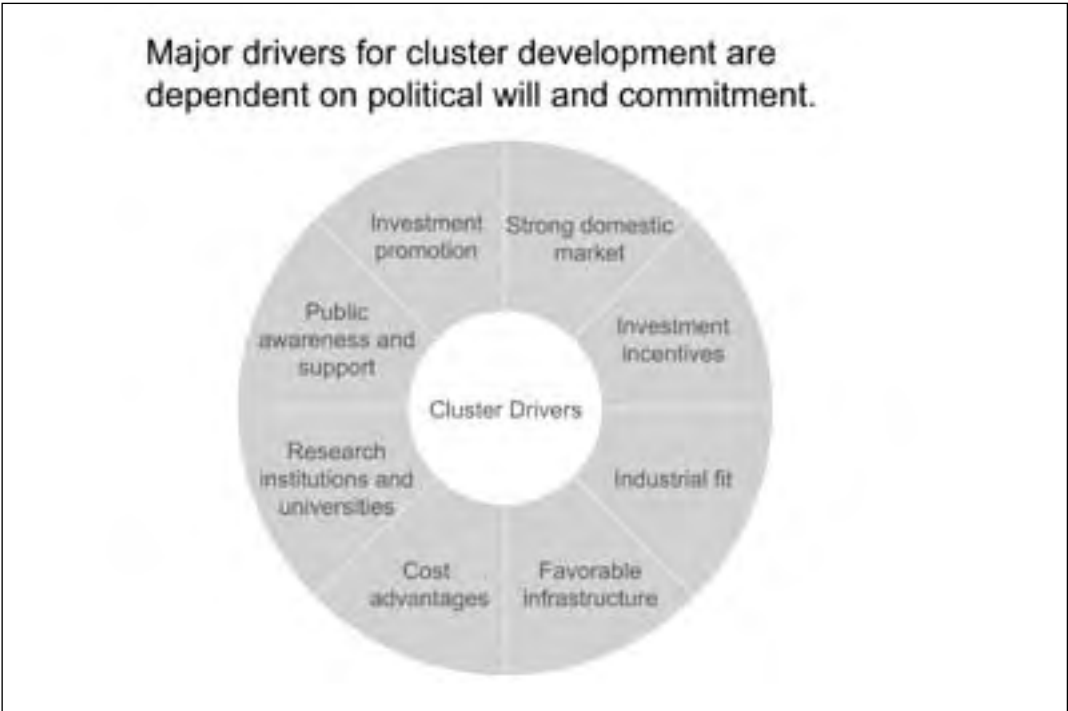 Major drivers for cluster development are
dependent on political will and commitment.
Investment
promotion
Strong domestic
market
Public
awareness and
support
Investment
incentives
Cluster Drivers
Research
institutions and
universities
Industrial fit
Cost
advantages
Favorable
infrastructure